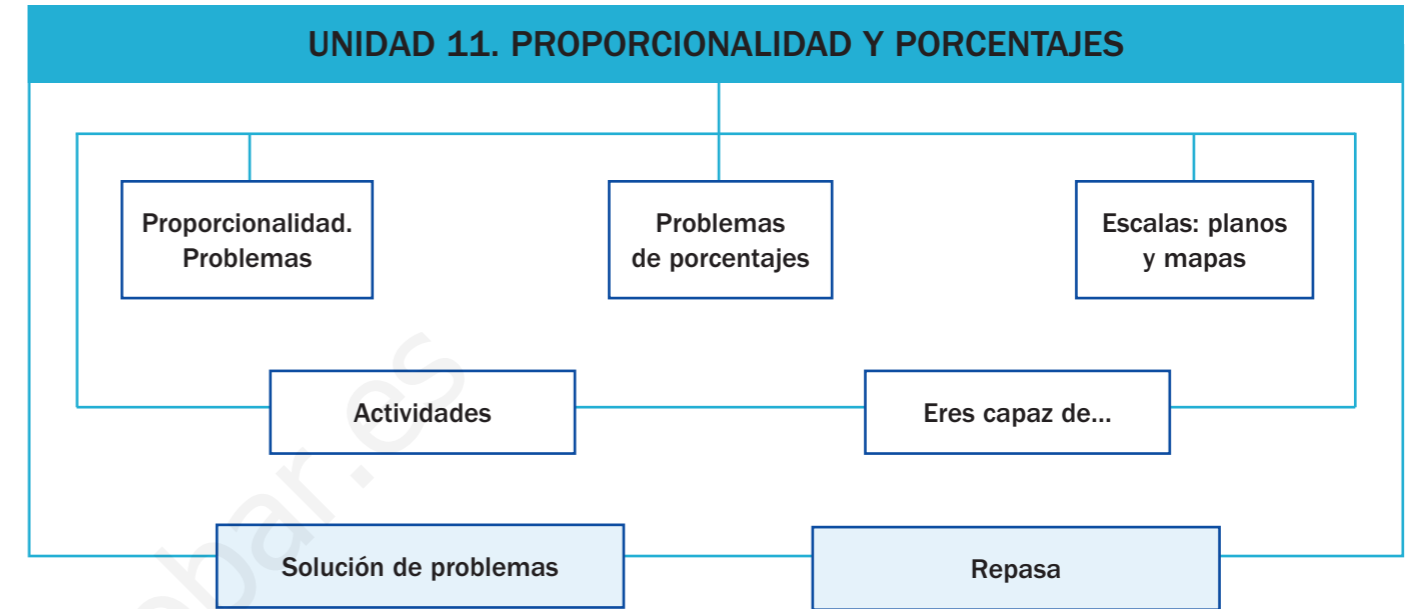 UNIDAD 11. PROPORCIONALIDAD Y PORCENTAJES
Proporcionalidad.
Problemas
Problemas
de porcentajes
Escalas: planos
y mapas
Actividades
Eres capaz de...
Solución de problemas
Repasa